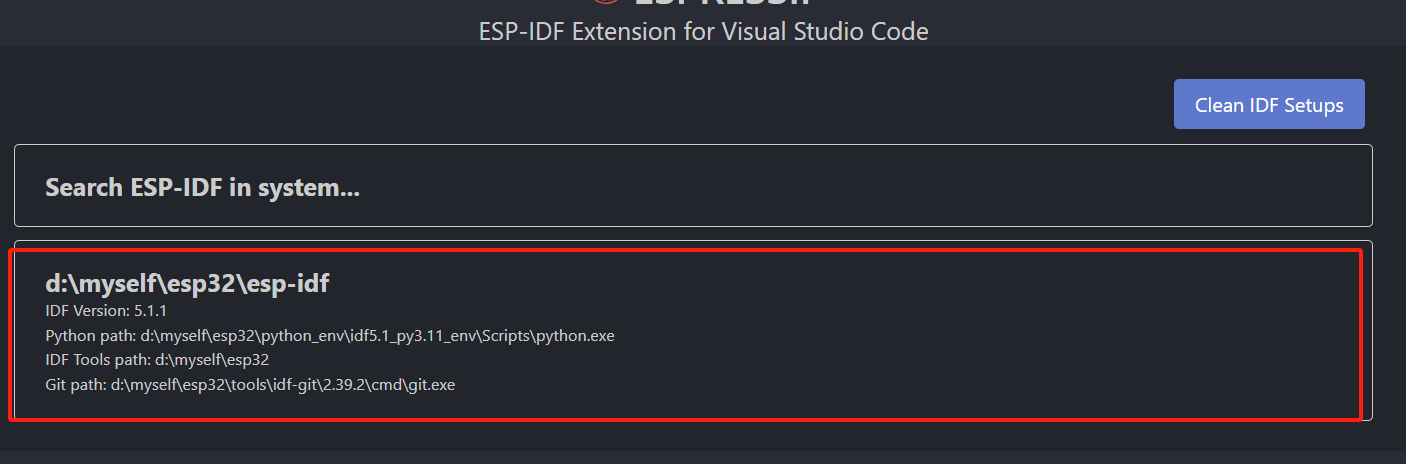 ESP-IDF Extension for Visual Studio Code
Clean IDF Setups
Search ESP-IDF in system...
d:\myself\esp32\esp-idf
IDF Version: 5.1.1
Python path: d:\myself\esp32\python_env\idf5.1_py3.11_env\Scripts\python.exe
IDF Tools path: d:\myself\esp32
Git path: d:\myself\esp32\tools\idf-git\2.39.2\cmd\git.exe